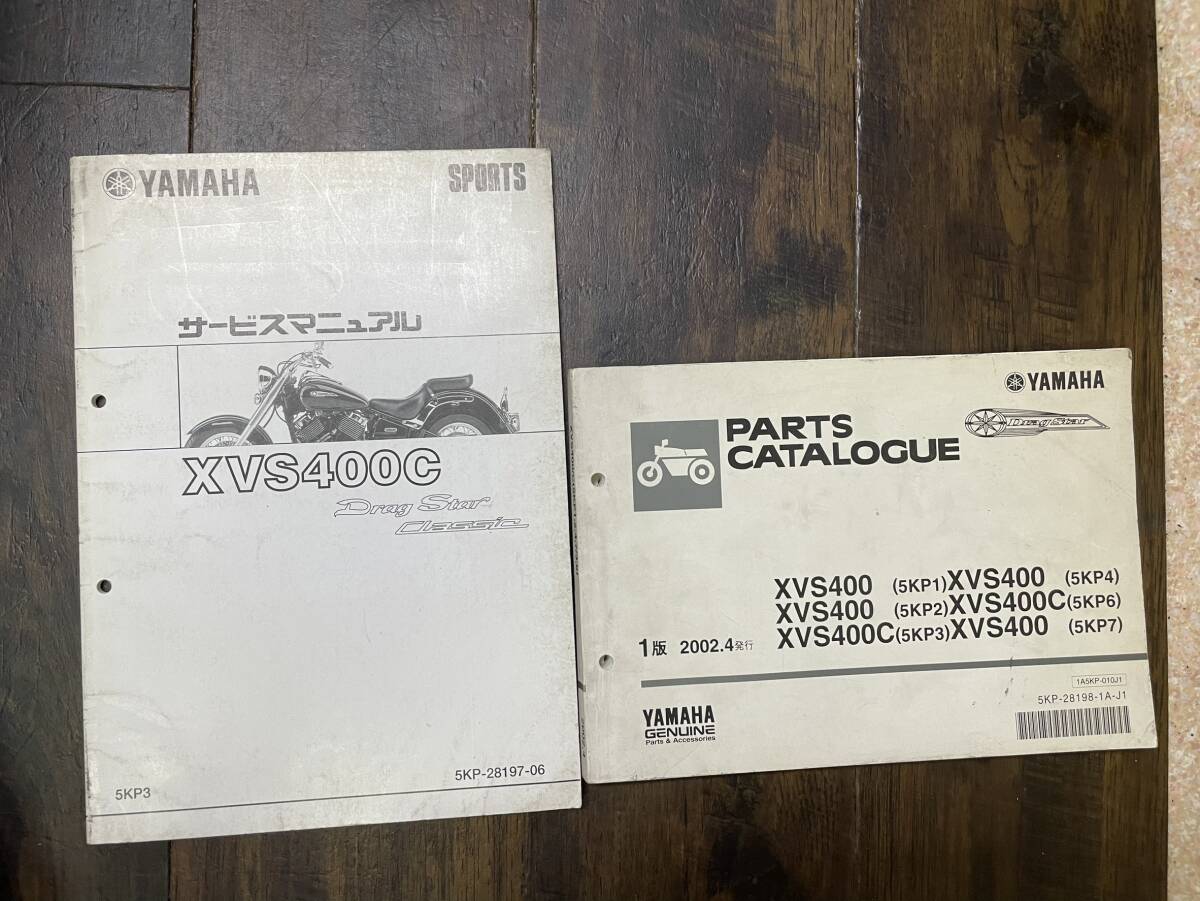 YAMAHA SPORTS
サービスマニュアル
XVS400C
Drag Star
Classic
5KP-28197-06
5KP3
YAMAHA
DragStar
PARTS
CATALOGUE
XVS400 (5KP1) XVS400 (5KP4)
XVS400 (5KP2) XVS400C (5KP6)
1版 2002.4発行 XVS400C (5KP3) XVS400 (5KP7)
1A5KP-010J1
5KP-28198-1A-J1
YAMAHA
GENUINE
Parts & Accessories